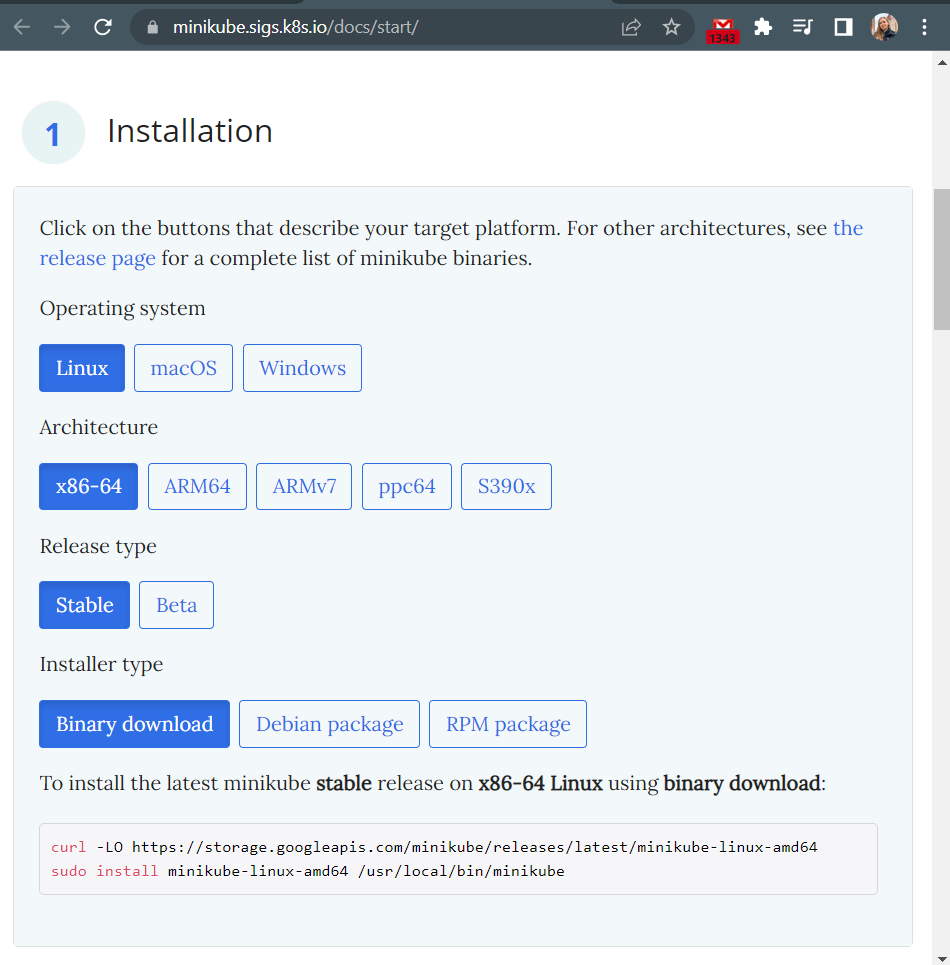 minikube.sigs.k8s.io/docs/start/
1343
1 Installation
Click on the buttons that describe your target platform. For other architectures, see the
release page for a complete list of minikube binaries.
Operating system
Linux macOS Windows
Architecture
x86-64 ARM64 ARMv7 ppc64 S390x
Release type
Stable Beta
Installer type
Binary download Debian package RPM package
To install the latest minikube stable release on x86-64 Linux using binary download:
curl -LO https://storage.googleapis.com/minikube/releases/latest/minikube-linux-amd64
sudo install minikube-linux-amd64 /usr/local/bin/minikube